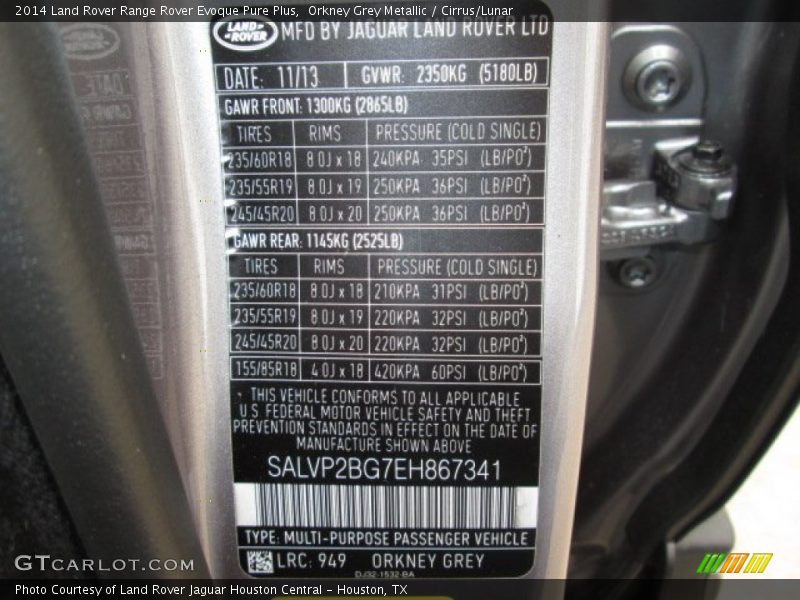 2014 Land Rover Range Rover Evoque Pure Plus, Orkney Grey Metallic / Cirrus/Lunar
LAND-ROVER MFD BY JAGUAR LAND ROVER LTD
DATE: 11/13 GVWR: 2350KG (5180LB)
GAWR FRONT: 1300KG (2865LB)
TIRES RIMS PRESSURE (COLD SINGLE)
235/60R18 8.0J x 18 240KPA 35PSI (LB/PO²)
235/55R19 8.0J x 19 250KPA 36PSI (LB/PO²)
245/45R20 8.0J x 20 250KPA 36PSI (LB/PO²)
GAWR REAR: 1145KG (2525LB)
TIRES RIMS PRESSURE (COLD SINGLE)
235/60R18 8.0J x 18 210KPA 31PSI (LB/PO²)
235/55R19 8.0J x 19 220KPA 32PSI (LB/PO²)
245/45R20 8.0J x 20 220KPA 32PSI (LB/PO²)
155/85R18 4.0J x 18 420KPA 60PSI (LB/PO²)
THIS VEHICLE CONFORMS TO ALL APPLICABLE
U.S. FEDERAL MOTOR VEHICLE SAFETY AND THEFT
PREVENTION STANDARDS IN EFFECT ON THE DATE OF
MANUFACTURE SHOWN ABOVE
SALVP2BG7EH867341
TYPE: MULTI-PURPOSE PASSENGER VEHICLE
LRC: 949 ORKNEY GREY
DJ32-1532-BA
GTCARLOT.COM
Photo Courtesy of Land Rover Jaguar Houston Central - Houston, TX